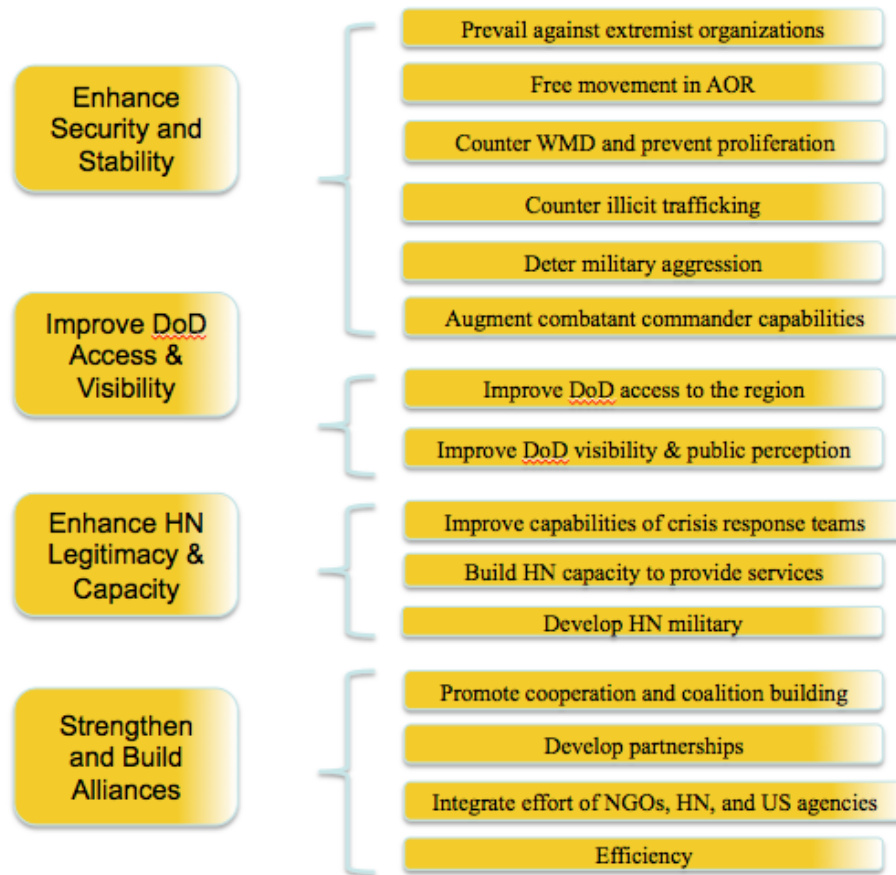 Enhance
Security and
Stability
Prevail against extremist organizations
Free movement in AOR
Counter WMD and prevent proliferation
Counter illicit trafficking
Deter military aggression
Augment combatant commander capabilities
Improve DoD
Access &
Visibility
Improve DoD access to the region
Improve DoD visibility & public perception
Enhance HN
Legitimacy &
Capacity
Improve capabilities of crisis response teams
Build HN capacity to provide services
Develop HN military
Strengthen
and Build
Alliances
Promote cooperation and coalition building
Develop partnerships
Integrate effort of NGOs, HN, and US agencies
Efficiency